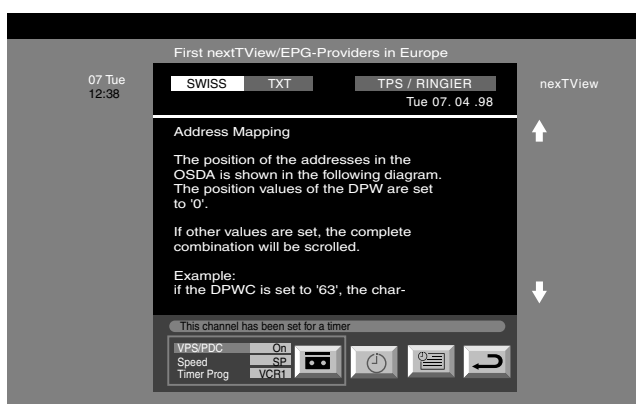 First nextTView/EPG-Providers in Europe
07 Tue
12:38
SWISS TXT TPS / RINGIER
nexTView
Tue 07. 04 .98
Address Mapping
The position of the addresses in the
OSDA is shown in the following diagram.
The position values of the DPW are set
to '0'.
If other values are set, the complete
combination will be scrolled.
Example:
if the DPWC is set to '63', the char-
This channel has been set for a timer
VPS/PDC On
Speed SP
Timer Prog VCR1